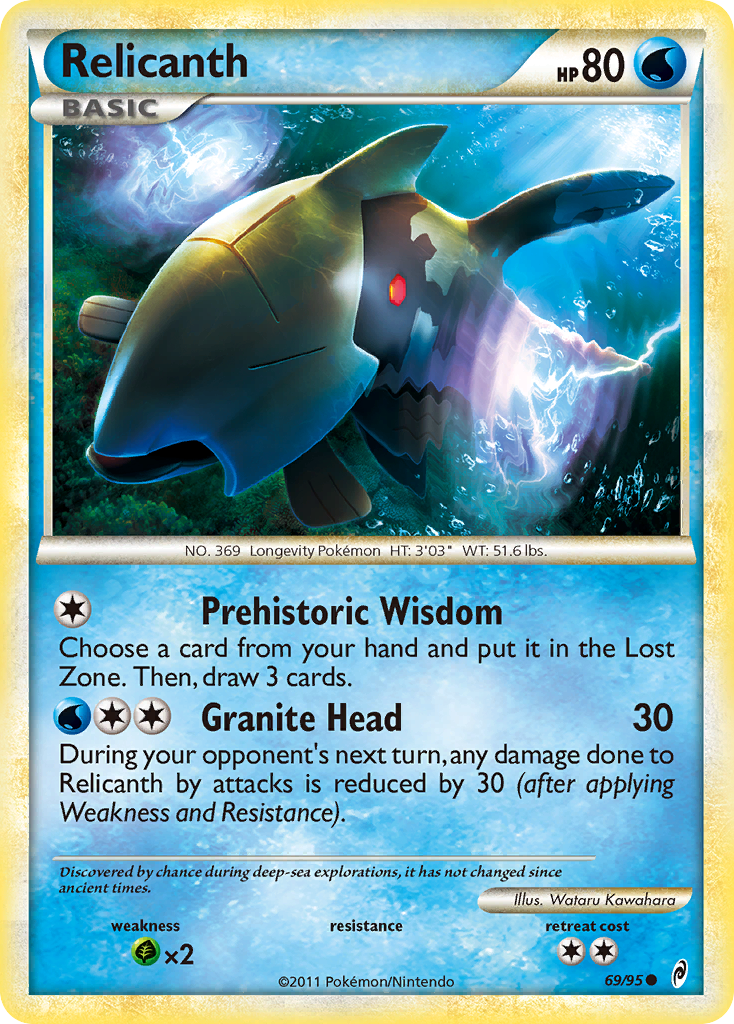 Relicanth
HP 80
BASIC
NO. 369 Longevity Pokémon HT: 3'03" WT: 51.6 lbs.
Prehistoric Wisdom
Choose a card from your hand and put it in the Lost
Zone. Then, draw 3 cards.
Granite Head 30
During your opponent's next turn, any damage done to
Relicanth by attacks is reduced by 30 (after applying
Weakness and Resistance).
Discovered by chance during deep-sea explorations, it has not changed since
ancient times.
Illus. Wataru Kawahara
weakness resistance retreat cost
×2
©2011 Pokémon/Nintendo 69/95